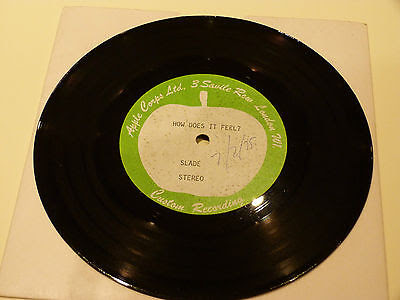 Apple Corps Ltd., 3 Savile Row London W1.
HOW DOES IT FEEL?
SLADE
STEREO
Custom Recording